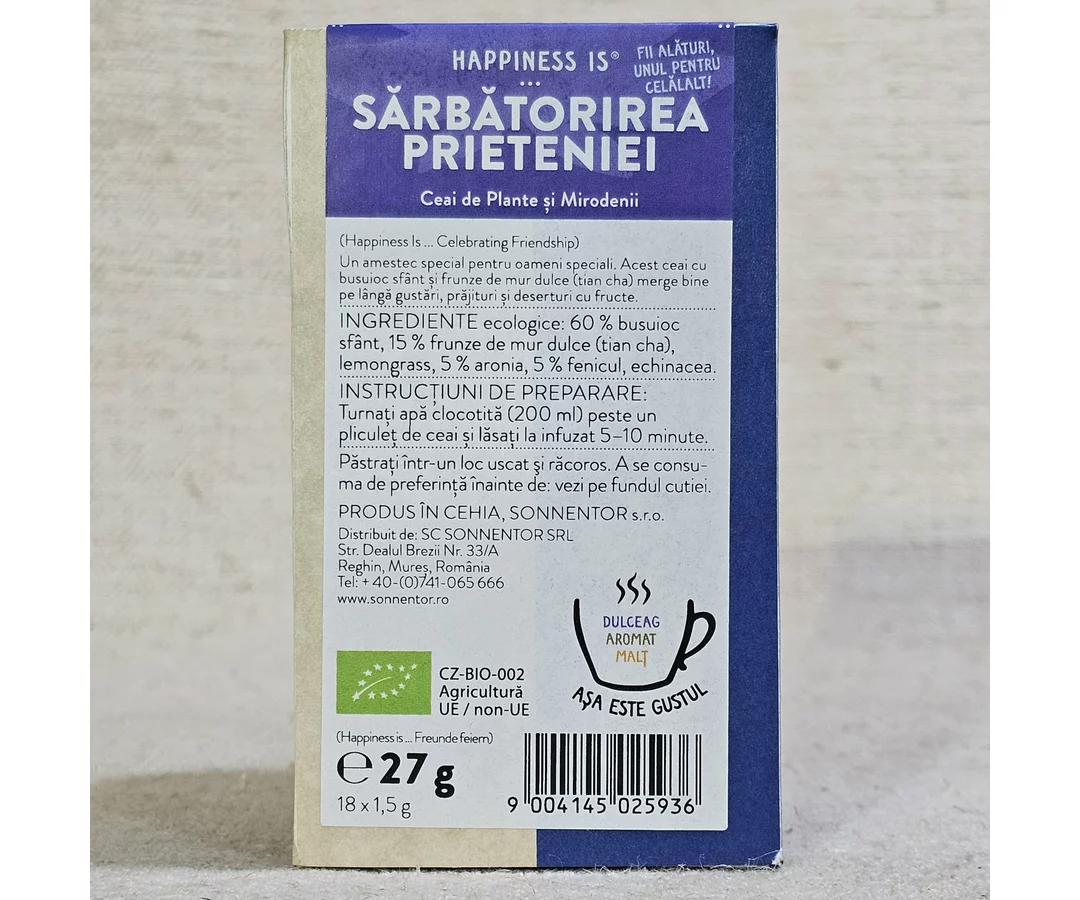 HAPPINESS IS®
...
FII ALĂTURI,
UNUL PENTRU
CELĂLALT!
SĂRBĂTORIREA
PRIETENIEI
Ceai de Plante și Mirodenii
(Happiness Is ... Celebrating Friendship)
Un amestec special pentru oameni speciali. Acest ceai cu
busuioc sfânt și frunze de mur dulce (tian cha) merge bine
pe lângă gustări, prăjituri și deserturi cu fructe.
INGREDIENTE ecologice: 60 % busuioc
sfânt, 15 % frunze de mur dulce (tian cha),
lemongrass, 5 % aronia, 5 % fenicul, echinacea.
INSTRUCȚIUNI DE PREPARARE:
Turnați apă clocotită (200 ml) peste un
pliculeț de ceai și lăsați la infuzat 5–10 minute.
Păstrați într-un loc uscat și răcoros. A se consu-
ma de preferință înainte de: vezi pe fundul cutiei.
PRODUS ÎN CEHIA, SONNENTOR s.r.o.
Distribuit de: SC SONNENTOR SRL
Str. Dealul Brezii Nr. 33/A
Reghin, Mureș, România
Tel: + 40-(0)741-065 666
www.sonnentor.ro
DULCEAG
AROMAT
MALȚ
AȘA ESTE GUSTUL
CZ-BIO-002
Agricultură
UE / non-UE
(Happiness is ... Freunde feiern)
℮ 27 g
18 x 1,5 g
9 004145 025936